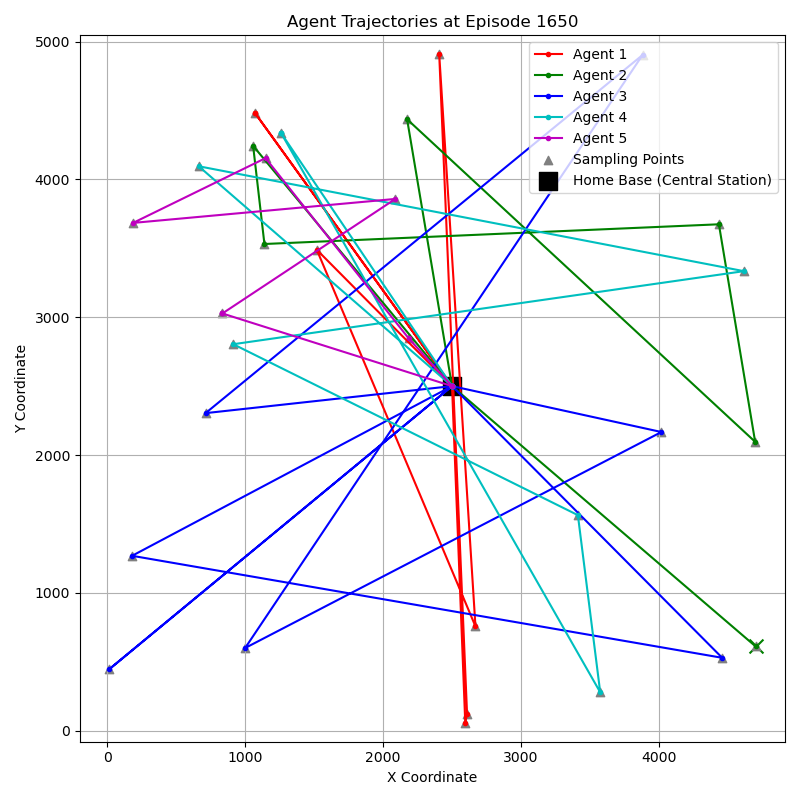 Agent Trajectories at Episode 1650
5000
4000
3000
2000
1000
0
Y Coordinate
0 1000 2000 3000 4000
X Coordinate
Agent 1
Agent 2
Agent 3
Agent 4
Agent 5
Sampling Points
Home Base (Central Station)